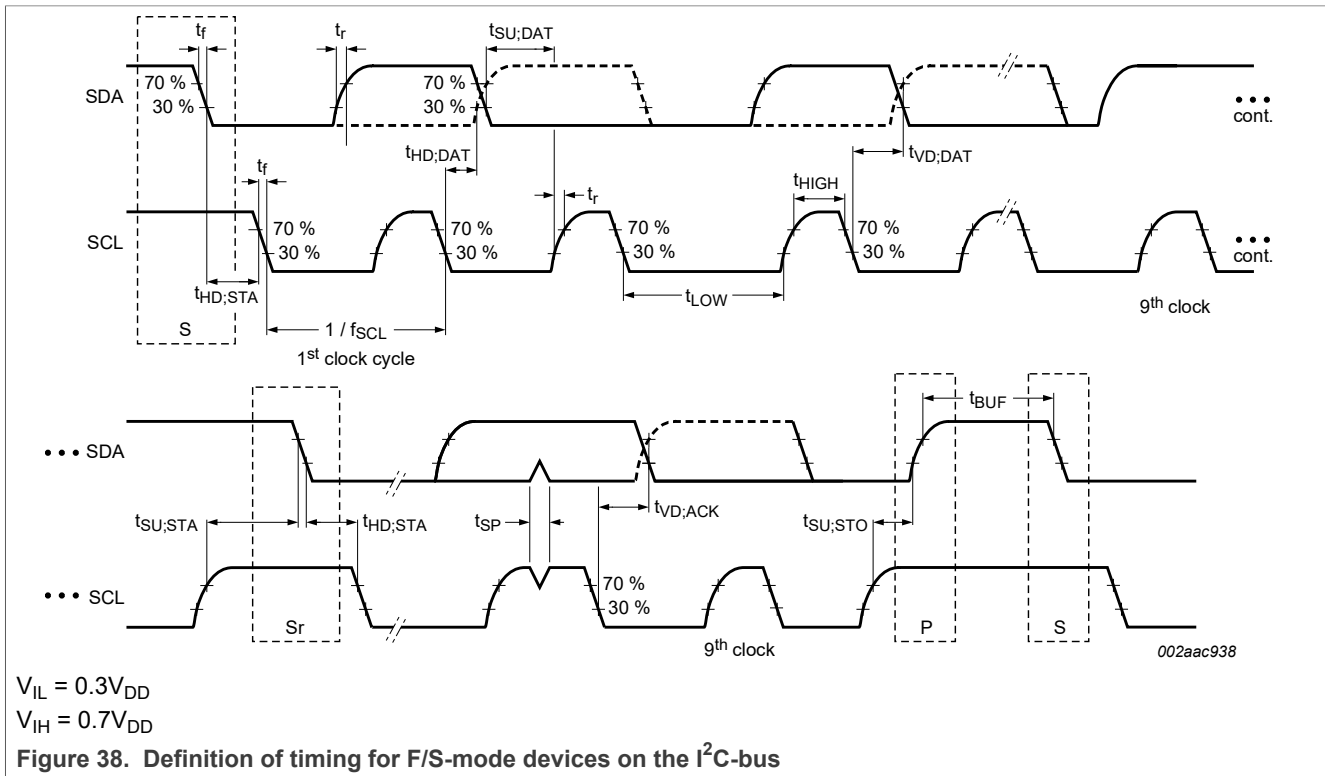 tf
tr
tSU;DAT
SDA
70 %
30 %
70 %
30 %
cont.
tHD;DAT
tVD;DAT
tf
tr
tHIGH
SCL
70 %
30 %
70 %
30 %
70 %
30 %
70 %
30 %
cont.
tHD;STA
tLOW
S
1 / fSCL
1st clock cycle
9th clock
SDA
tBUF
tSU;STA
tHD;STA
tSP
tVD;ACK
tSU;STO
SCL
70 %
30 %
Sr
9th clock
P
S
002aac938
VIL = 0.3VDD
VIH = 0.7VDD
Figure 38. Definition of timing for F/S-mode devices on the I2C-bus